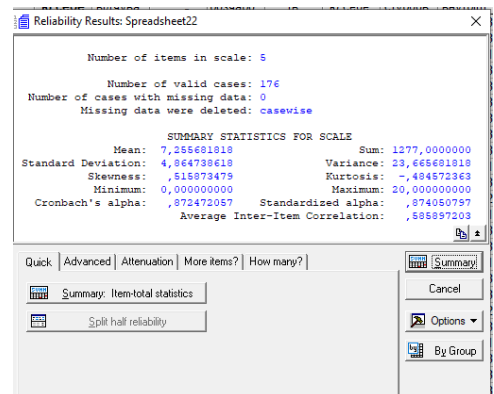 Reliability Results: Spreadsheet22
Number of items in scale: 5
Number of valid cases: 176
Number of cases with missing data: 0
Missing data were deleted: casewise
SUMMARY STATISTICS FOR SCALE
Mean: 7,255681818 Sum: 1277,0000000
Standard Deviation: 4,864738618 Variance: 23,665681818
Skewness: ,515873479 Kurtosis: -,484572363
Minimum: 0,000000000 Maximum: 20,000000000
Cronbach's alpha: ,872472057 Standardized alpha: ,874050797
Average Inter-Item Correlation: ,585897203
Quick Advanced Attenuation More items? How many?
Summary
Summary: Item-total statistics
Cancel
Split half reliability
Options
By Group